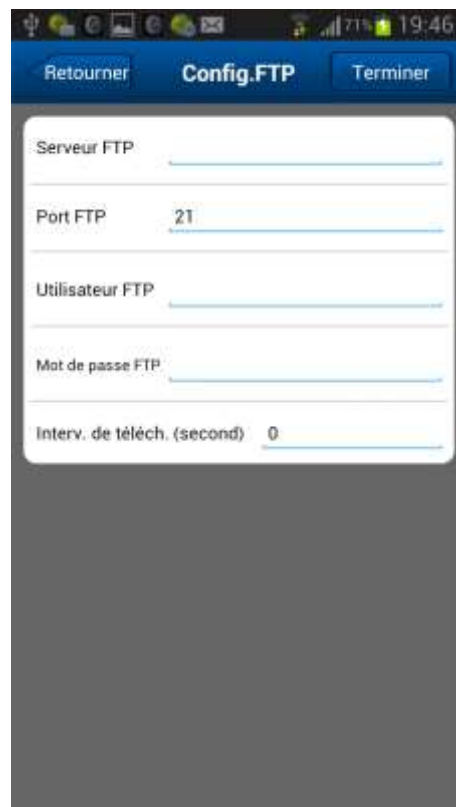 71% 19:46
Retourner Config.FTP Terminer
Serveur FTP
Port FTP 21
Utilisateur FTP
Mot de passe FTP
Interv. de téléch. (second) 0